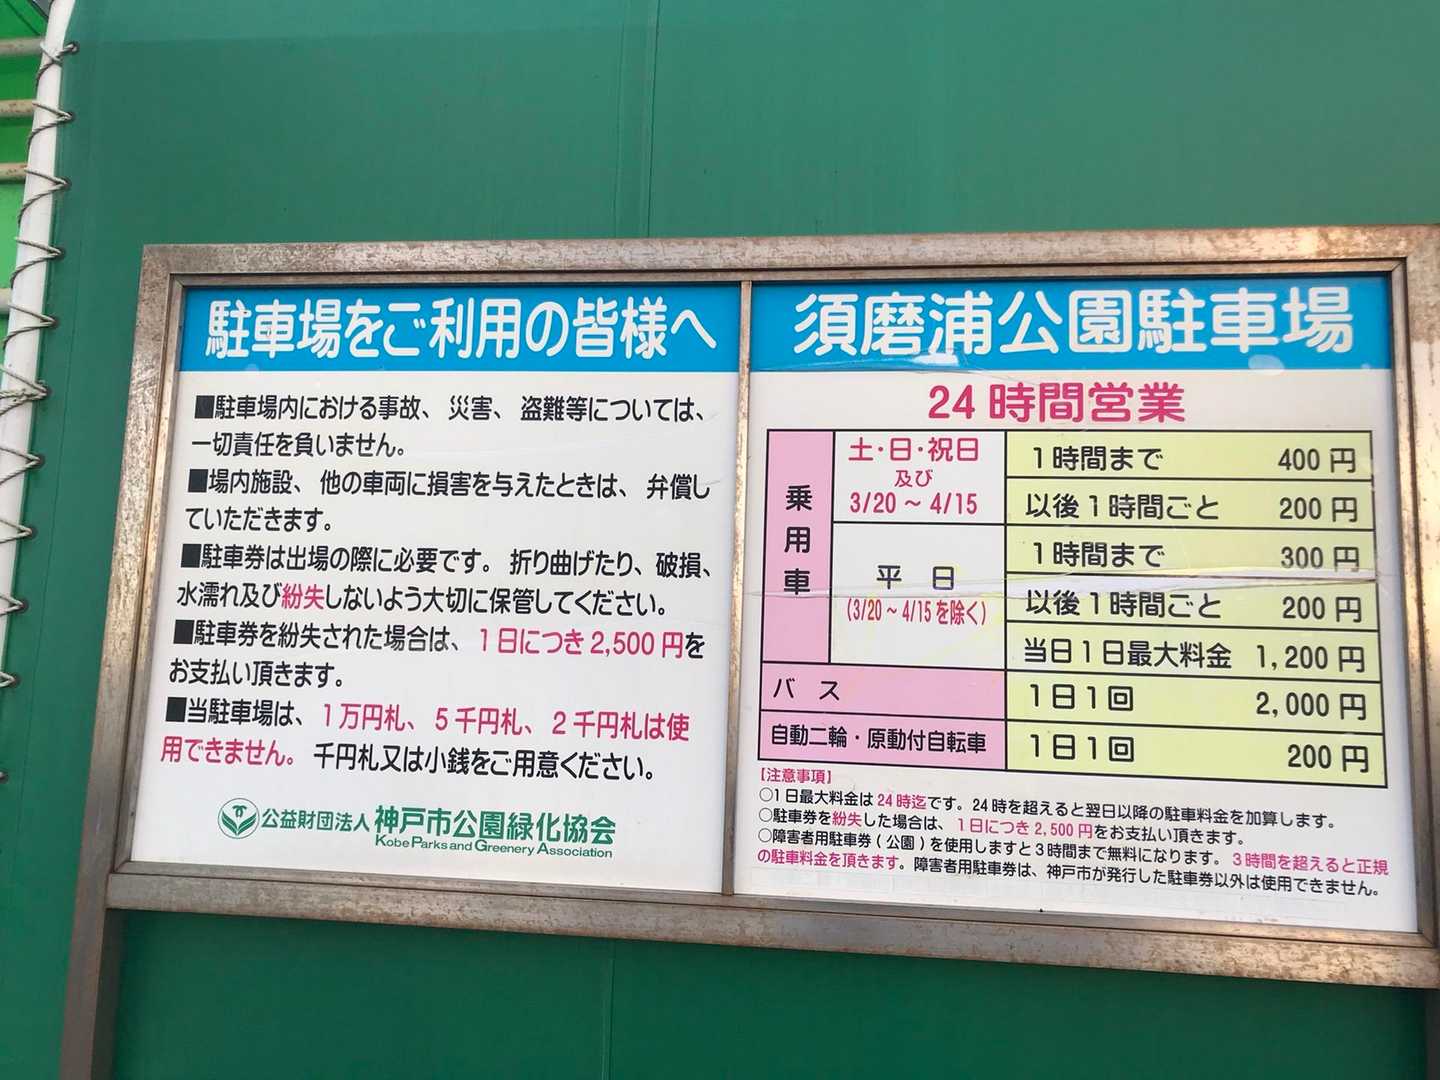 駐車場をご利用の皆様へ
■駐車場内における事故、災害、盗難等については、
一切責任を負いません。
■場内施設、他の車両に損害を与えたときは、弁償し
ていただきます。
■駐車券は出場の際に必要です。折り曲げたり、破損、
水濡れ及び紛失しないよう大切に保管してください。
■駐車券を紛失された場合は、1日につき2,500円を
お支払い頂きます。
■当駐車場は、1万円札、5千円札、2千円札は使
用できません。千円札又は小銭をご用意ください。
公益財団法人 神戸市公園緑化協会
Kobe Parks and Greenery Association
須磨浦公園駐車場
24時間営業
乗用車
土・日・祝日
及び
3/20～4/15
1時間まで 400円
以後1時間ごと 200円
平日
(3/20～4/15を除く)
1時間まで 300円
以後1時間ごと 200円
当日1日最大料金 1,200円
バス 1日1回 2,000円
自動二輪・原動付自転車 1日1回 200円
【注意事項】
○1日最大料金は24時迄です。24時を超えると翌日以降の駐車料金を加算します。
○駐車券を紛失した場合は、1日につき2,500円をお支払い頂きます。
○障害者用駐車券(公園)を使用しますと3時間まで無料になります。3時間を超えると正規
の駐車料金を頂きます。障害者用駐車券は、神戸市が発行した駐車券以外は使用できません。